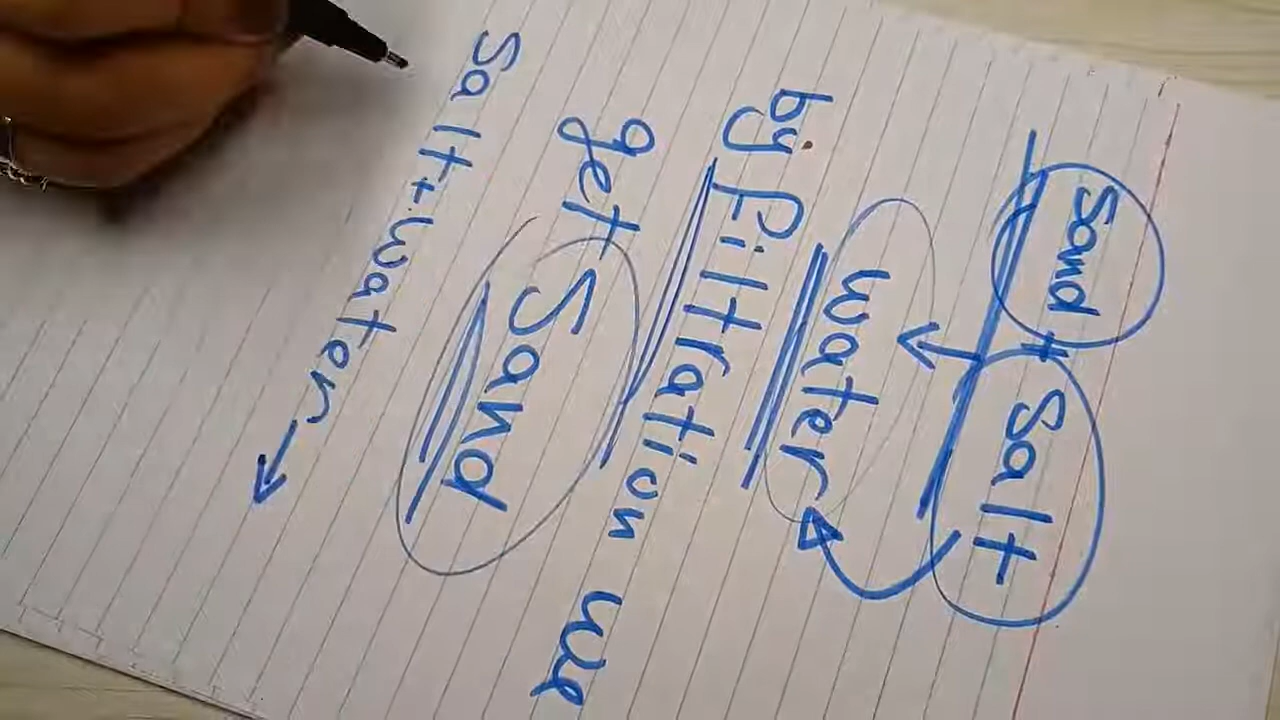 Sand + Salt
water
by filtration we
get Sand
Salt + water →